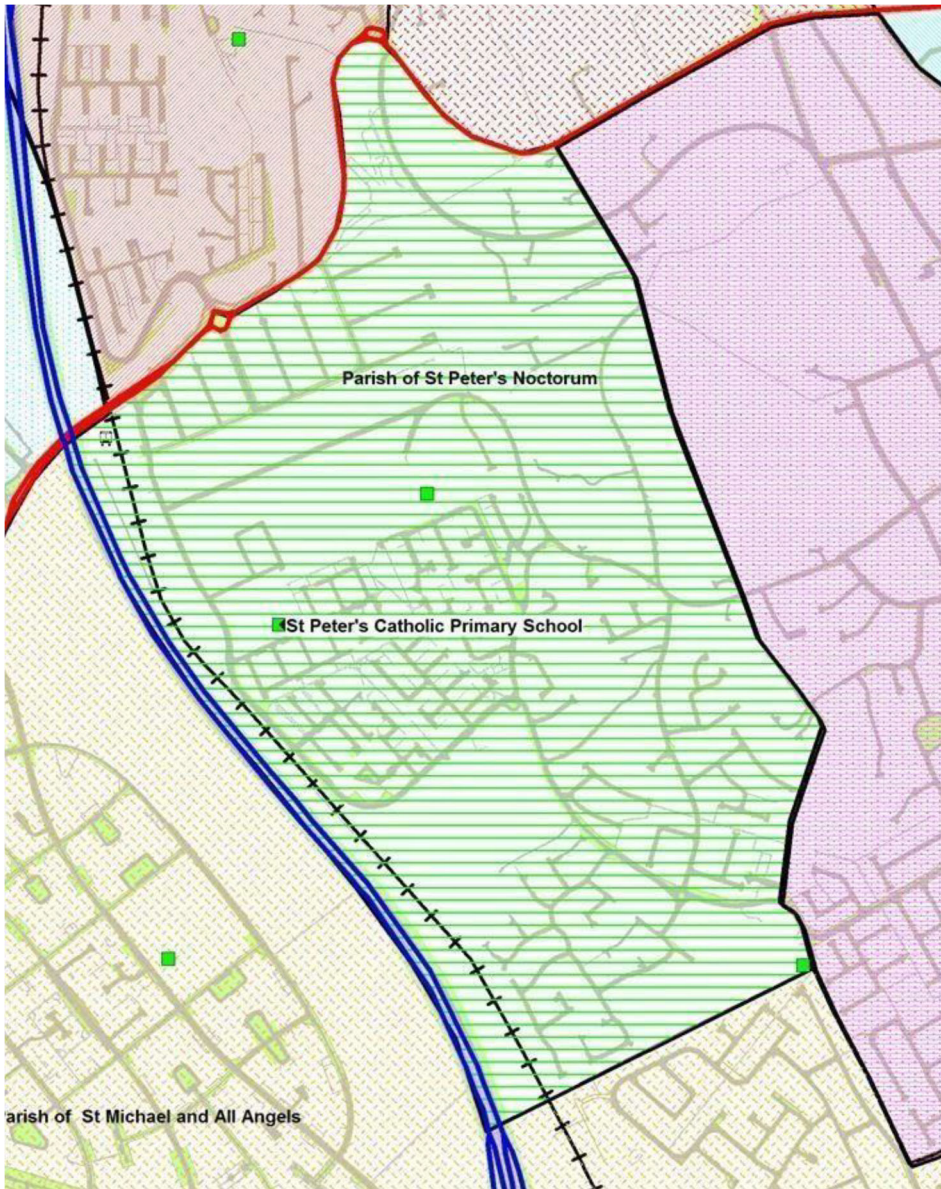 Parish of St Peter's Noctorum
St Peter's Catholic Primary School
arish of St Michael and All Angels